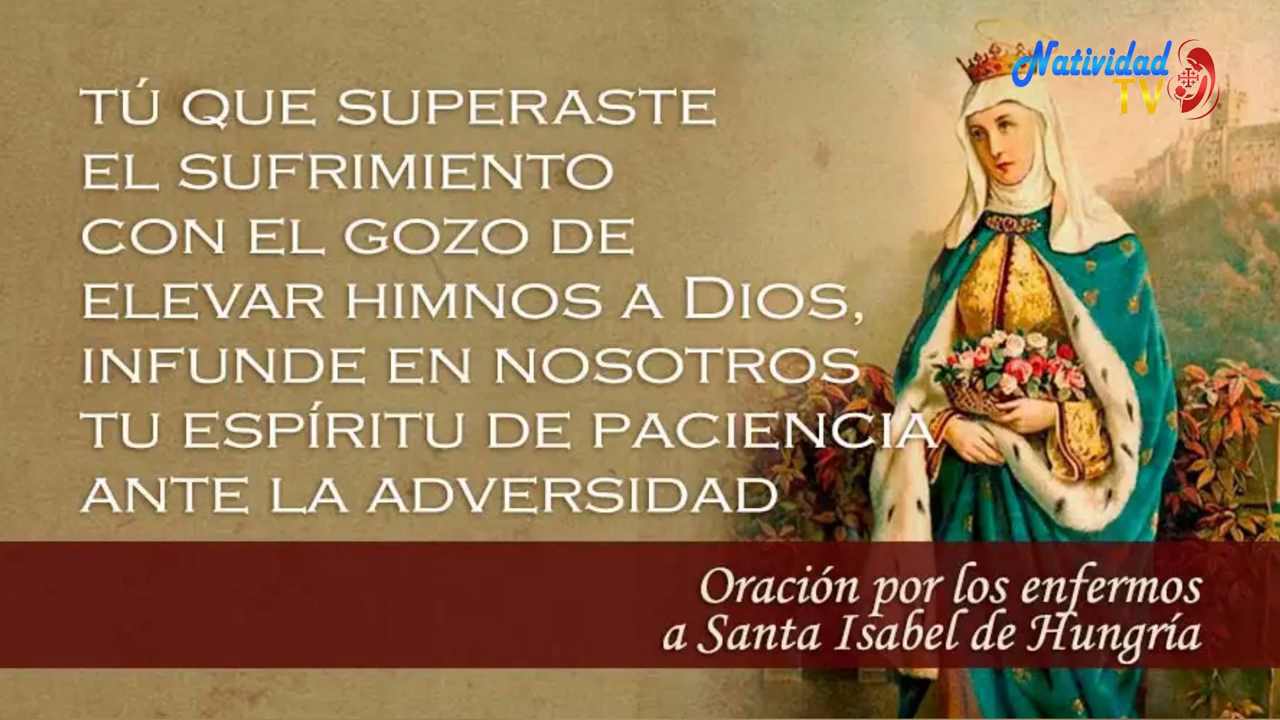 TÚ QUE SUPERASTE
EL SUFRIMIENTO
CON EL GOZO DE
ELEVAR HIMNOS A DIOS,
INFUNDE EN NOSOTROS
TU ESPÍRITU DE PACIENCIA
ANTE LA ADVERSIDAD
Oración por los enfermos
a Santa Isabel de Hungría
Natividad
TV